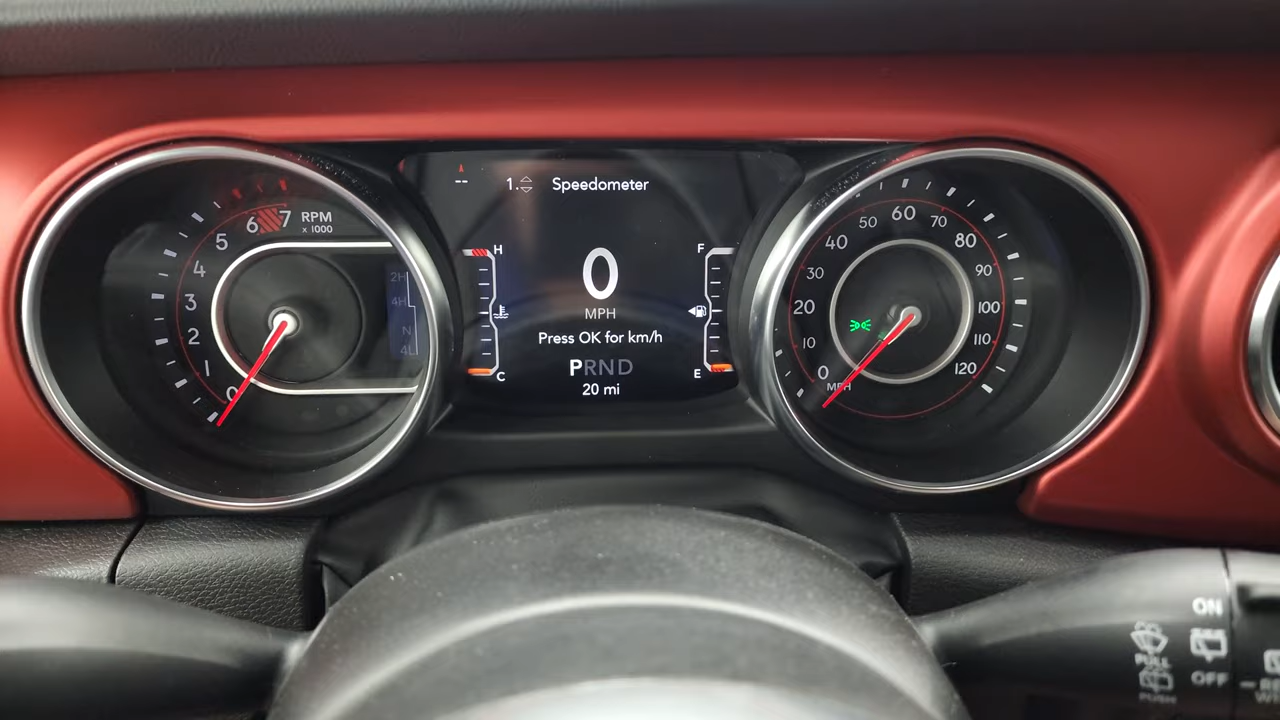 0
1
2
3
4
5
6
7
RPM
x 1000
2H
4H
N
4L
--
1. Speedometer
H
C
0
MPH
Press OK for km/h
PRND
20 mi
F
E
0
10
20
30
40
50
60
70
80
90
100
110
120
MPH
PULL
PUSH
ON
OFF